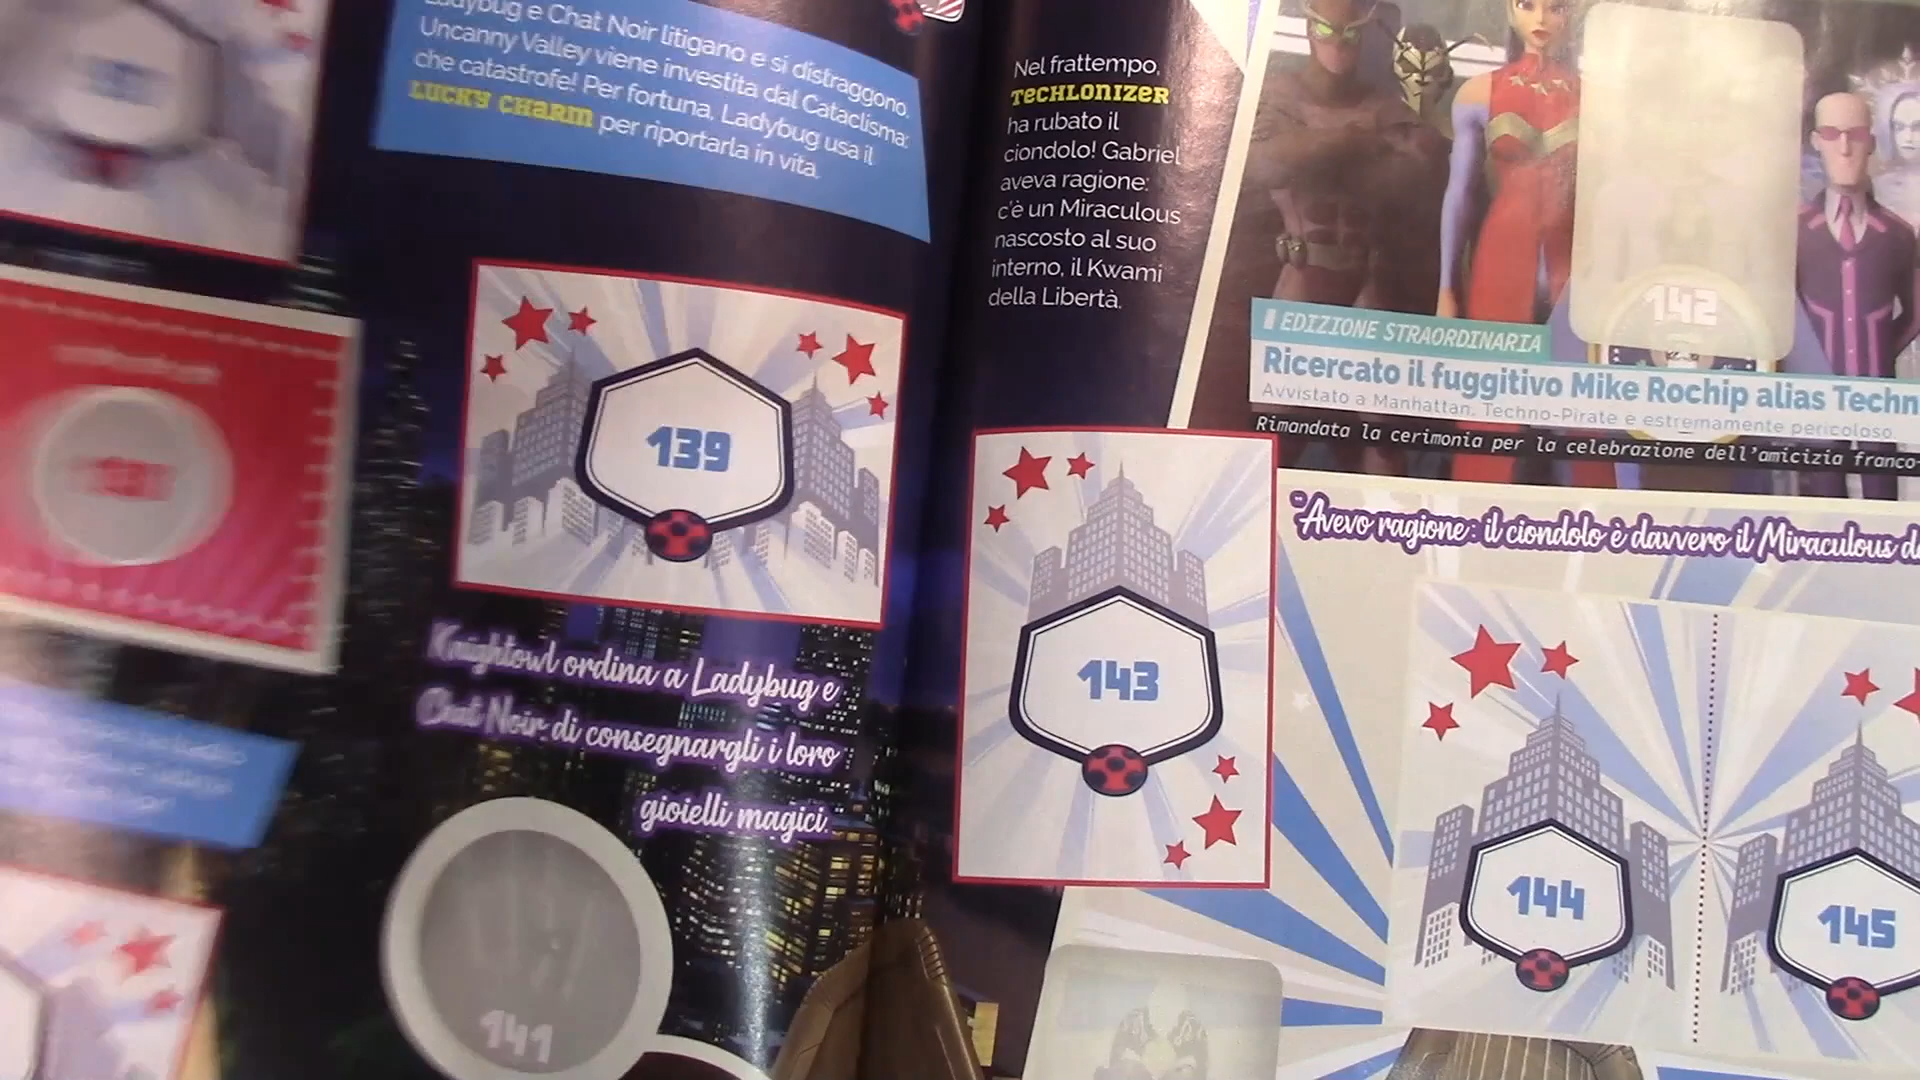 Ladybug e Chat Noir litigano e si distraggono.
Uncanny Valley viene investita dal Cataclisma:
che catastrofe! Per fortuna, Ladybug usa il
LUCKY CHARM per riportarla in vita.
139
Knightowl ordina a Ladybug e
Chat Noir di consegnargli i loro
gioielli magici.
141
Nel frattempo,
TECHLONIZER
ha rubato il
ciondolo! Gabriel
aveva ragione:
c'è un Miraculous
nascosto al suo
interno, il Kwami
della Libertà.
142
EDIZIONE STRAORDINARIA
Ricercato il fuggitivo Mike Rochip alias Techn
Avvistato a Manhattan, Techno-Pirate è estremamente pericoloso.
Rimandata la cerimonia per la celebrazione dell'amicizia franco-
"Avevo ragione: il ciondolo è davvero il Miraculous d
143
144
145